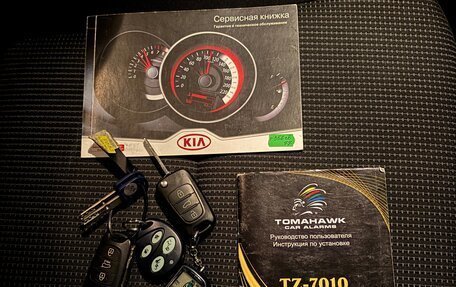 Сервисная книжка
Гарантия и техническое обслуживание
KIA
TOMAHAWK
CAR ALARMS
Руководство пользователя
Инструкция по установке
TZ-7010